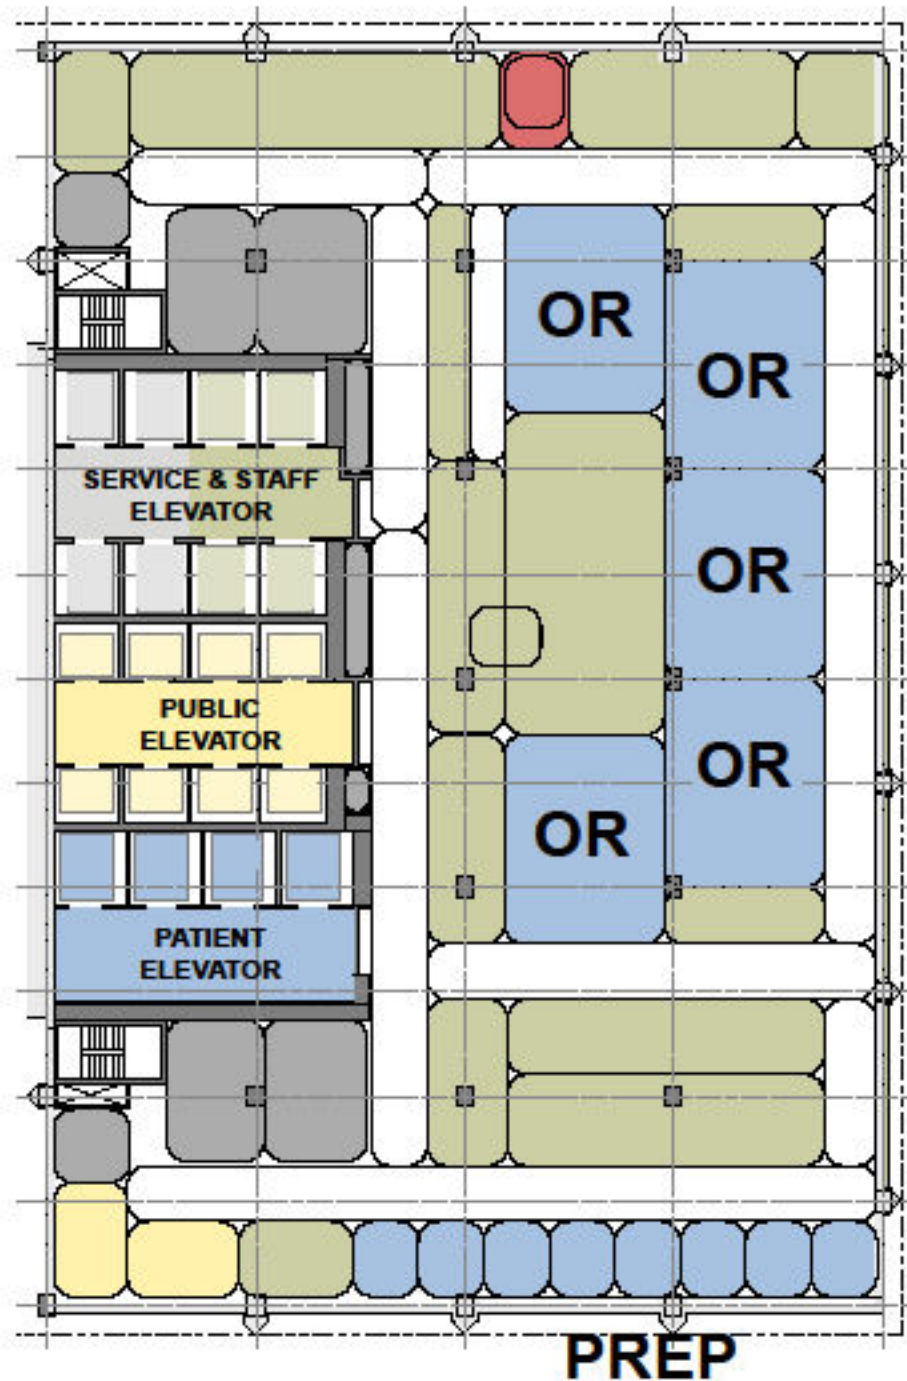 OR
OR
SERVICE & STAFF
ELEVATOR
OR
PUBLIC
ELEVATOR
OR
OR
PATIENT
ELEVATOR
PREP